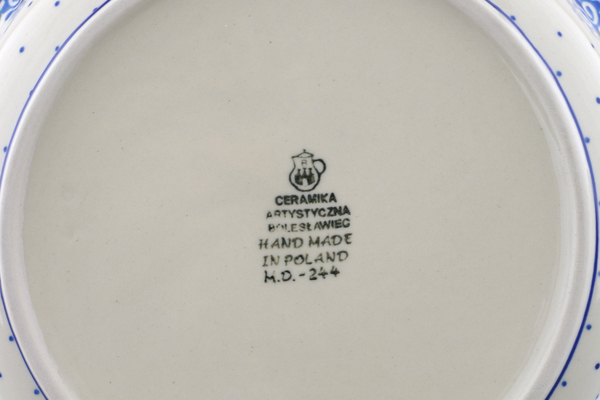 CERAMIKA
ARTYSTYCZNA
BOLESŁAWIEC
HAND MADE
IN POLAND
M.D.-244